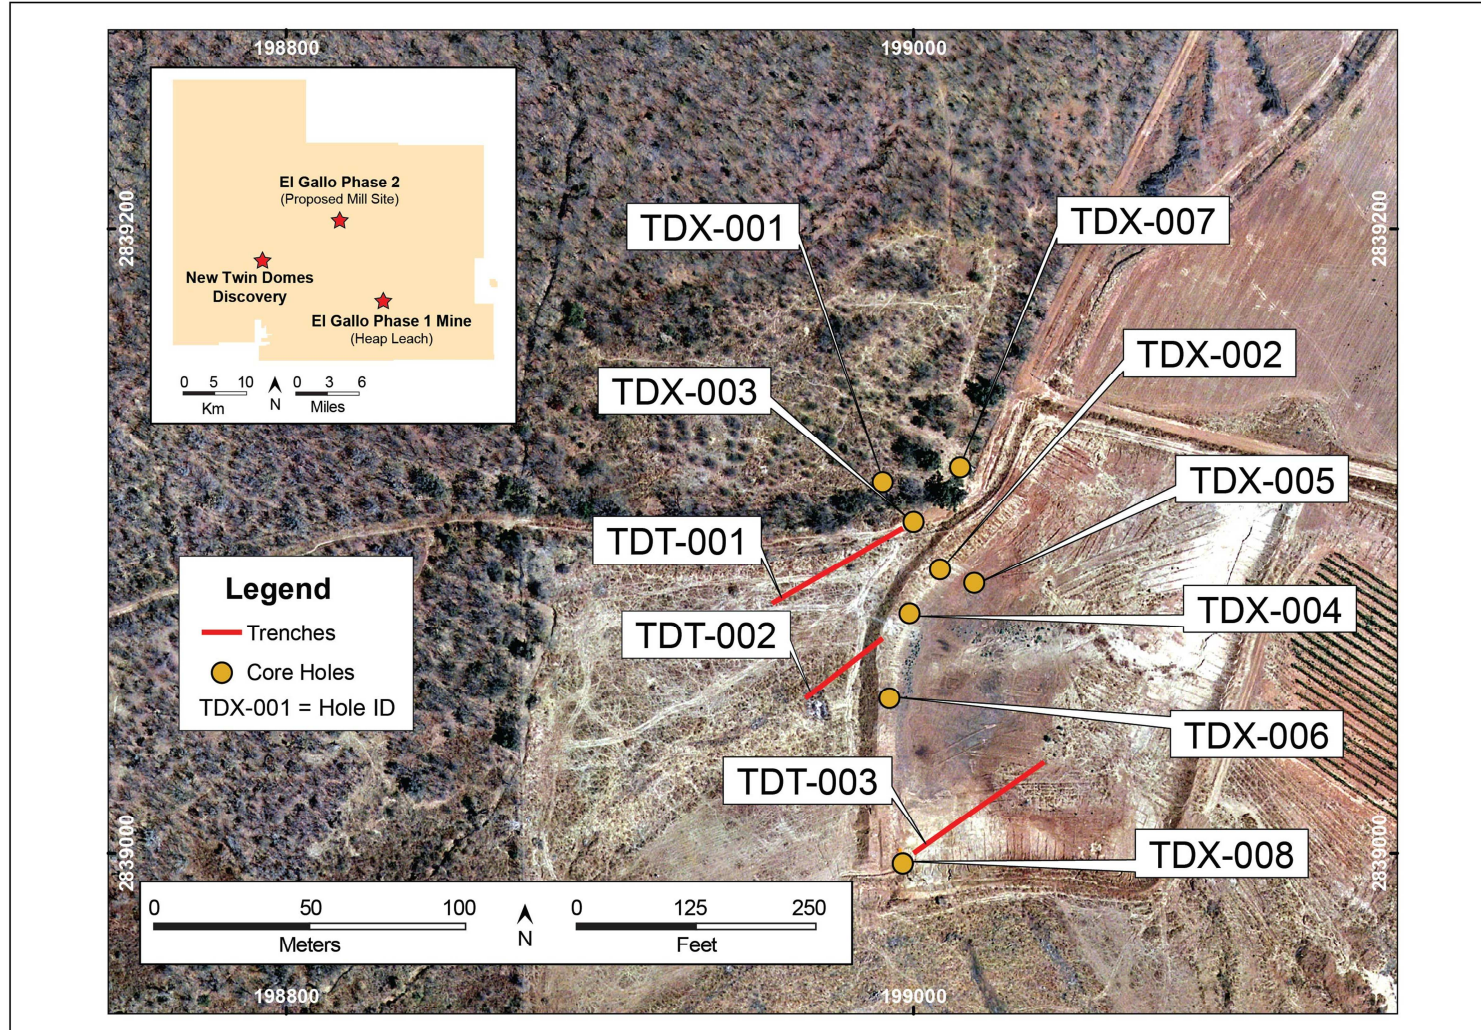 198800
199000
2839200
2839200
El Gallo Phase 2
(Proposed Mill Site)
New Twin Domes
Discovery
El Gallo Phase 1 Mine
(Heap Leach)
0 5 10
Km
N
0 3 6
Miles
TDX-001
TDX-007
TDX-002
TDX-003
TDX-005
TDT-001
TDX-004
TDT-002
TDX-006
TDT-003
TDX-008
Legend
Trenches
Core Holes
TDX-001 = Hole ID
2839000
2839000
0 50 100
Meters
N
0 125 250
Feet
198800
199000